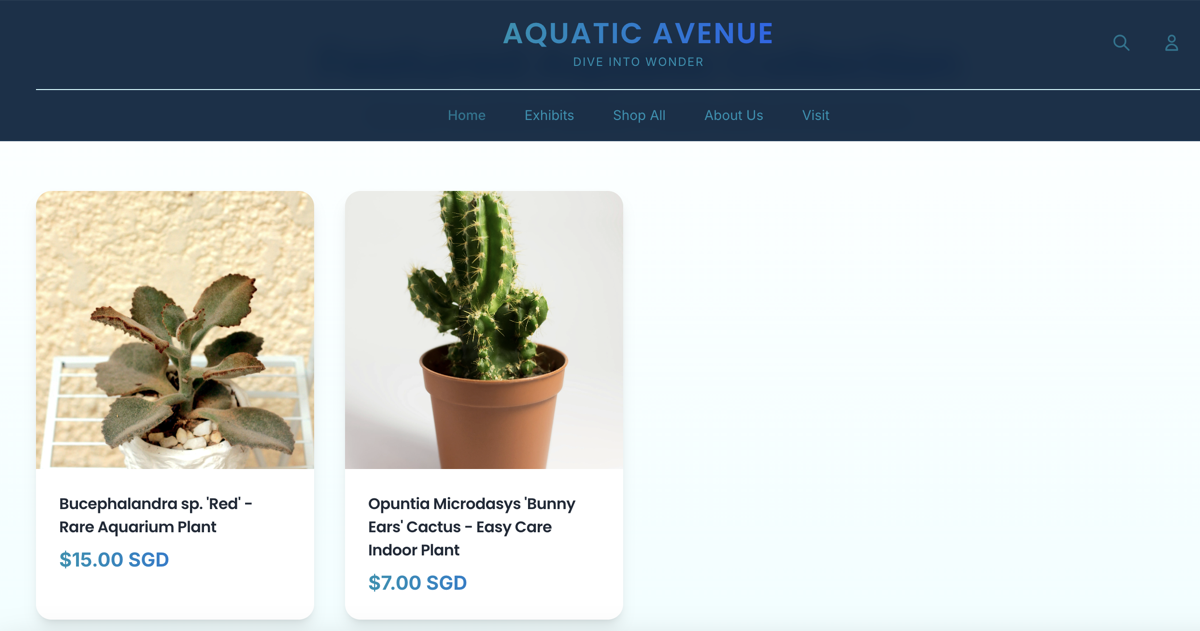 AQUATIC AVENUE
DIVE INTO WONDER
Home Exhibits Shop All About Us Visit
Bucephalandra sp. 'Red' -
Rare Aquarium Plant
$15.00 SGD
Opuntia Microdasys 'Bunny
Ears' Cactus - Easy Care
Indoor Plant
$7.00 SGD